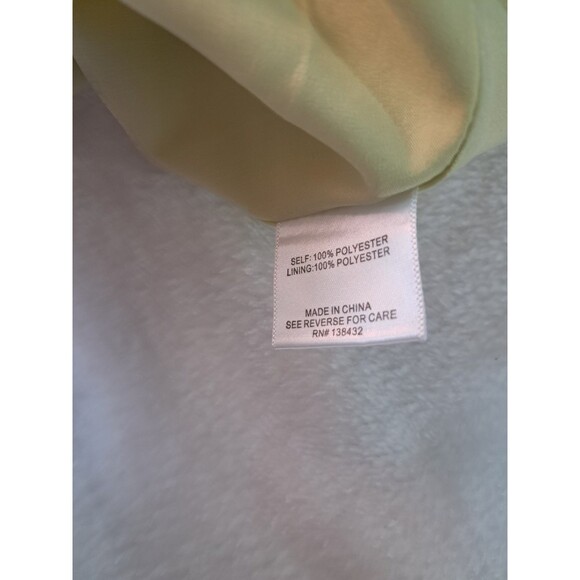 SELF:100% POLYESTER
LINING:100% POLYESTER
MADE IN CHINA
SEE REVERSE FOR CARE
RN# 138432